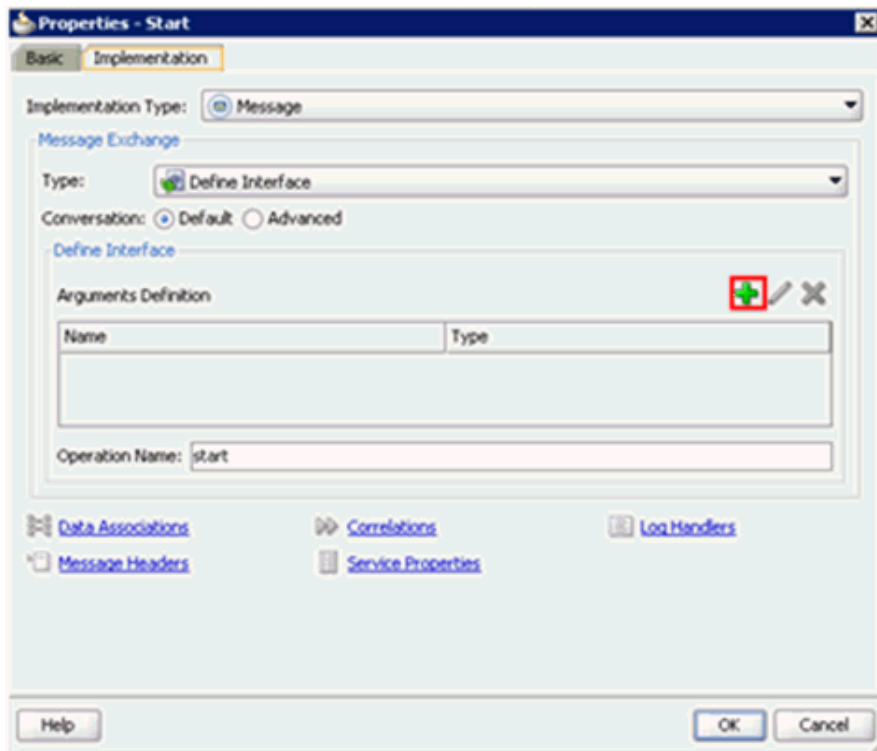 Properties - Start
Basic Implementation
Implementation Type: Message
Message Exchange
Type: Define Interface
Conversation: Default Advanced
Define Interface
Arguments Definition
Name Type
Operation Name: start
Data Associations Correlations Log Handlers
Message Headers Service Properties
Help OK Cancel